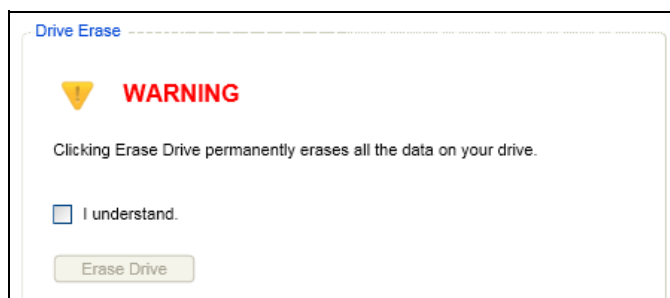 Drive Erase
WARNING
Clicking Erase Drive permanently erases all the data on your drive.
I understand.
Erase Drive